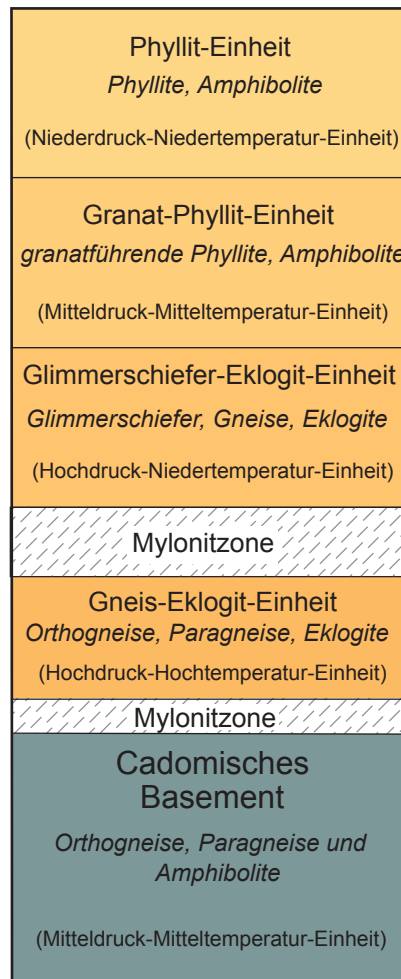 Phyllit-Einheit
Phyllite, Amphibolite
(Niederdruck-Niedertemperatur-Einheit)
Granat-Phyllit-Einheit
granatführende Phyllite, Amphibolite
(Mitteldruck-Mitteltemperatur-Einheit)
Glimmerschiefer-Eklogit-Einheit
Glimmerschiefer, Gneise, Eklogite
(Hochdruck-Niedertemperatur-Einheit)
Mylonitzone
Gneis-Eklogit-Einheit
Orthogneise, Paragneise, Eklogite
(Hochdruck-Hochtemperatur-Einheit)
Mylonitzone
Cadomisches
Basement
Orthogneise, Paragneise und
Amphibolite
(Mitteldruck-Mitteltemperatur-Einheit)